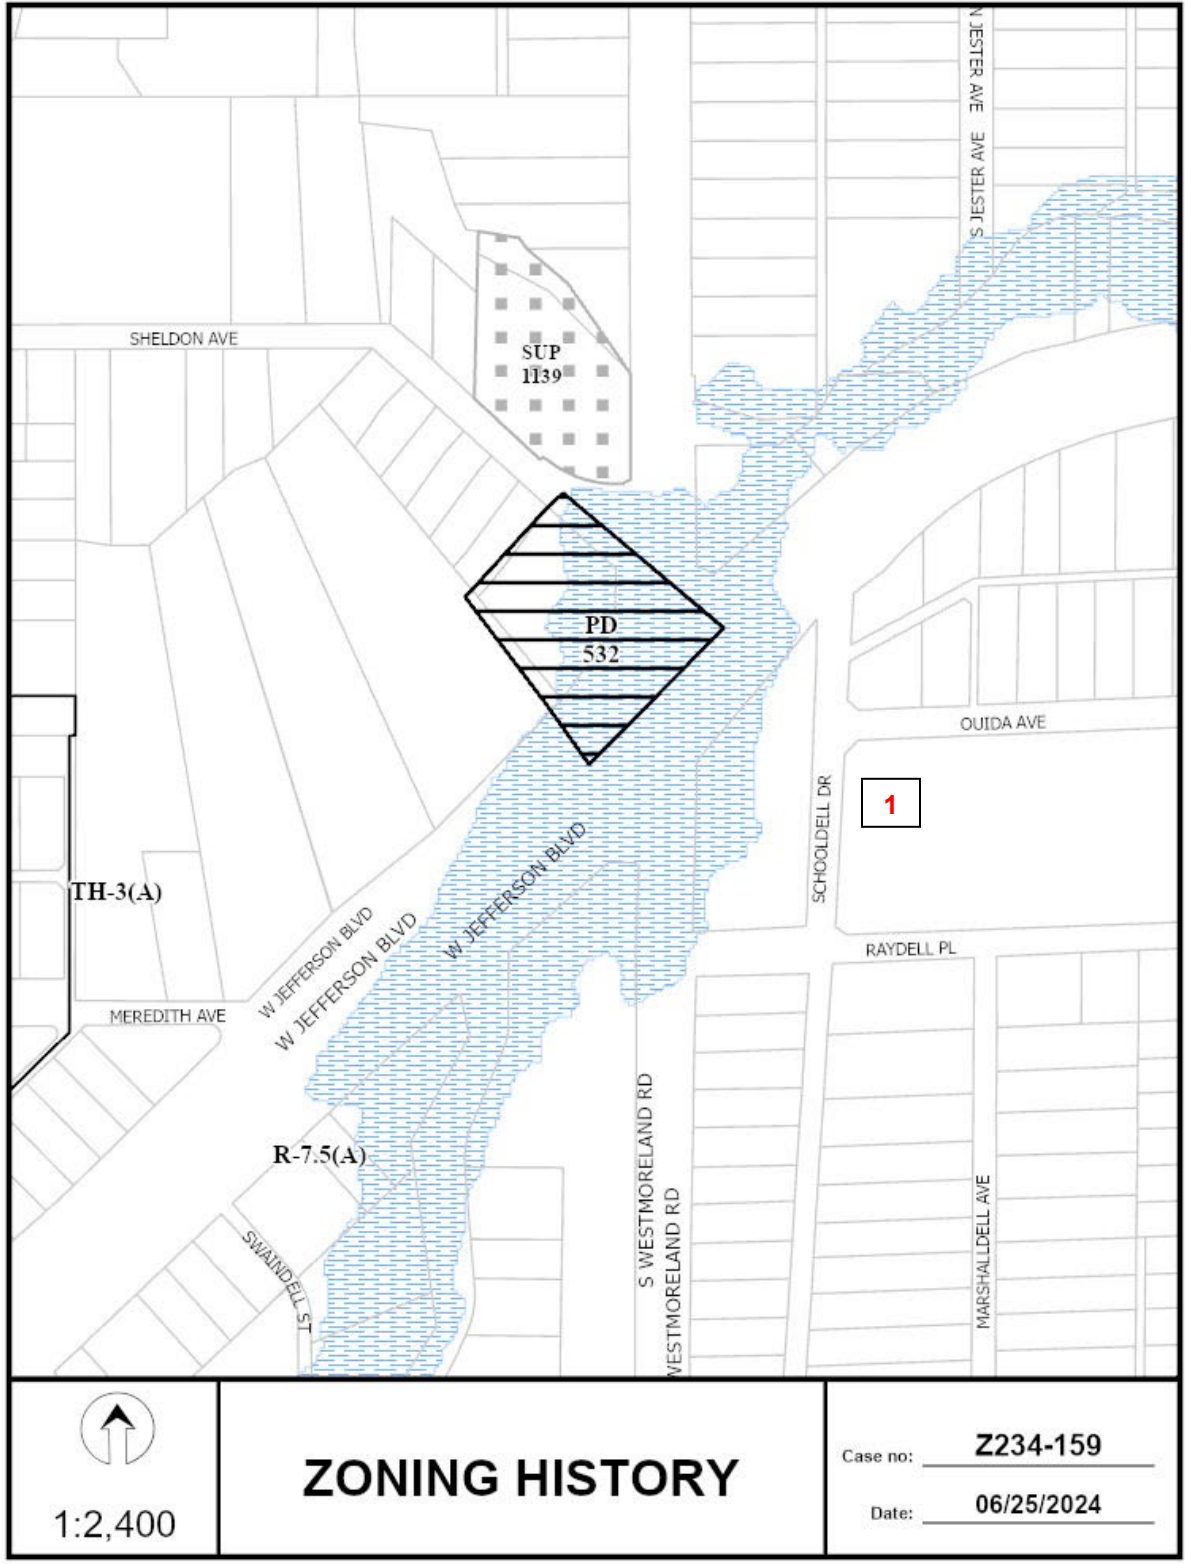 N JESTER AVE
S JESTER AVE
SHELDON AVE
SUP
1139
PD
532
OUIDA AVE
SCHOOLDELL DR
1
TH-3(A)
W JEFFERSON BLVD
W JEFFERSON BLVD
W JEFFERSON BLVD
RAYDELL PL
MEREDITH AVE
S WESTMORELAND RD
WESTMORELAND RD
R-7.5(A)
MARSHALLDELL AVE
SWAINDELL ST
1:2,400
ZONING HISTORY
Case no: Z234-159
Date: 06/25/2024